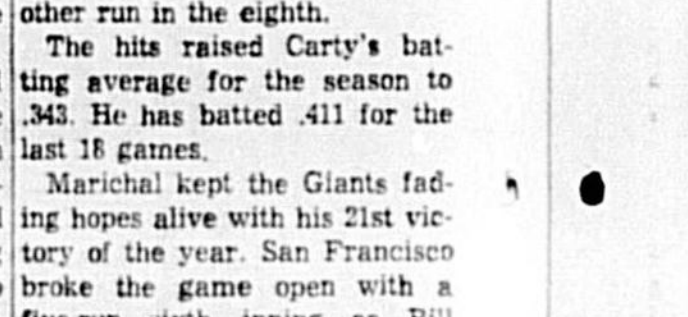 other run in the eighth.
The hits raised Carty's bat-
ting average for the season to
.343. He has batted .411 for the
last 18 games.
Marichal kept the Giants fad-
ing hopes alive with his 21st vic-
tory of the year. San Francisco
broke the game open with a